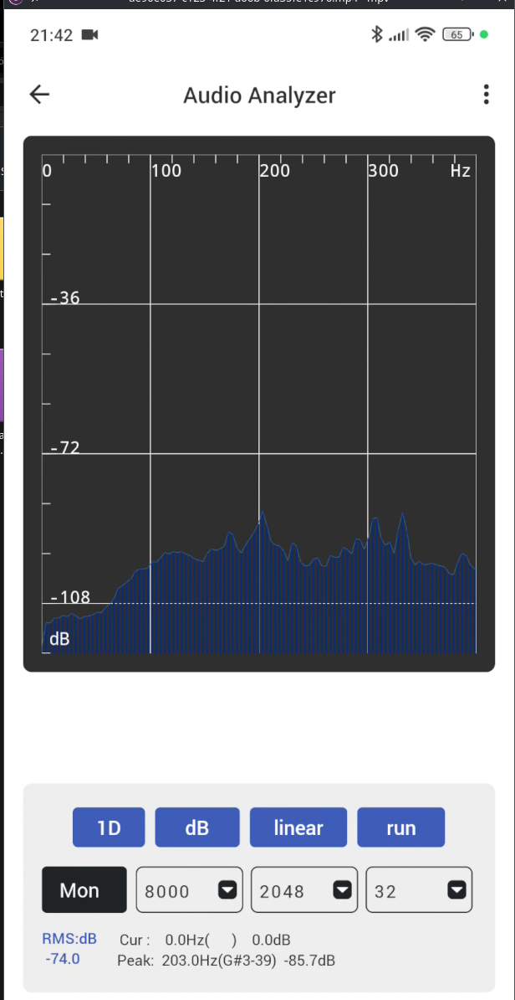 21:42 65
Audio Analyzer
0 100 200 300 Hz
-36
-72
-108
dB
1D dB linear run
Mon 8000 2048 32
RMS:dB Cur : 0.0Hz( ) 0.0dB
-74.0 Peak: 203.0Hz(G#3-39) -85.7dB